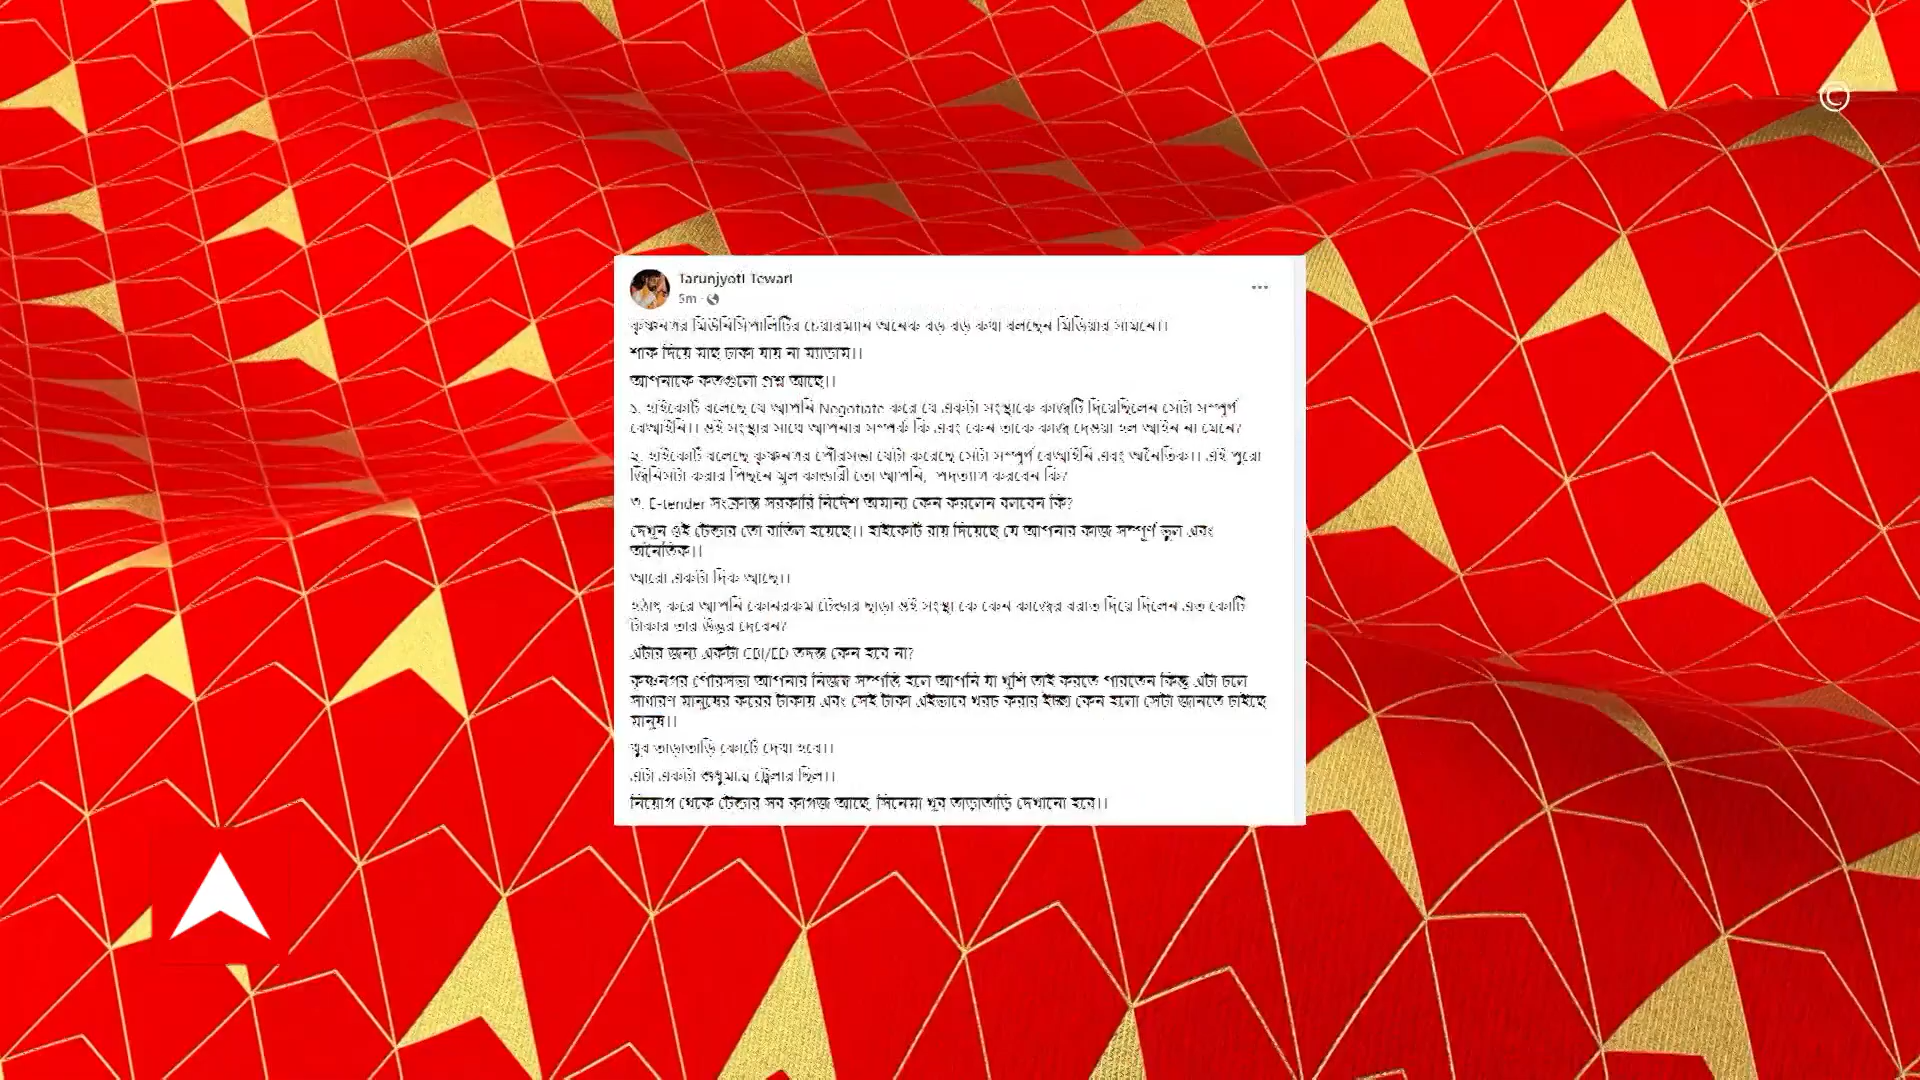 Tarunjyoti Tewari
5m
কৃষ্ণনগর মিউনিসিপালিটির চেয়ারম্যান অনেক বড় বড় কথা বলছেন মিডিয়ার সামনে।।
শাক দিয়ে মাছ ঢাকা যায় না ম্যাডাম।।
আপনাকে কতগুলো প্রশ্ন আছে।।
১. হাইকোর্ট বলেছে যে আপনি Negotiate করে যে একটা সংস্থাকে কাজটি দিয়েছিলেন সেটা সম্পূর্ণ
বেআইনি।। ওই সংস্থার সাথে আপনার সম্পর্ক কি এবং কেন তাকে কাজ দেওয়া হল আইন না মেনে?
২. হাইকোর্ট বলেছে কৃষ্ণনগর পৌরসভা যেটা করেছে সেটা সম্পূর্ণ বেআইনি এবং অনৈতিক।। এই পুরো
জিনিসটা করার পিছনে মূল কান্ডারী তো আপনি, পদত্যাগ করবেন কি?
৩. E-tender সংক্রান্ত সরকারি নির্দেশ অমান্য কেন করলেন বলবেন কি?
দেখুন ওই টেন্ডার তো বাতিল হয়েছে।। হাইকোর্ট রায় দিয়েছে যে আপনার কাজ সম্পূর্ণ ভুল এবং
অনৈতিক।।
আরো একটা দিক আছে।।
হঠাৎ করে আপনি কোনরকম টেন্ডার ছাড়া ওই সংস্থা কে কেন কাজের বরাত দিয়ে দিলেন এত কোটি
টাকার তার উত্তর দেবেন?
এটার জন্য একটা CBI/ED তদন্ত কেন হবে না?
কৃষ্ণনগর পৌরসভা আপনার নিজস্ব সম্পত্তি হলে আপনি যা খুশি তাই করতে পারতেন কিন্তু এটা চলে
সাধারণ মানুষের করের টাকায় এবং সেই টাকা এইভাবে খরচ করার ইচ্ছা কেন হলো সেটা জানতে চাইছে
মানুষ।।
খুব তাড়াতাড়ি কোর্টে দেখা হবে।।
এটা একটা শুধুমাত্র ট্রেলার ছিল।।
নিয়োগ থেকে টেন্ডার সব কাগজ আছে, সিনেমা খুব তাড়াতাড়ি দেখানো হবে।।
©